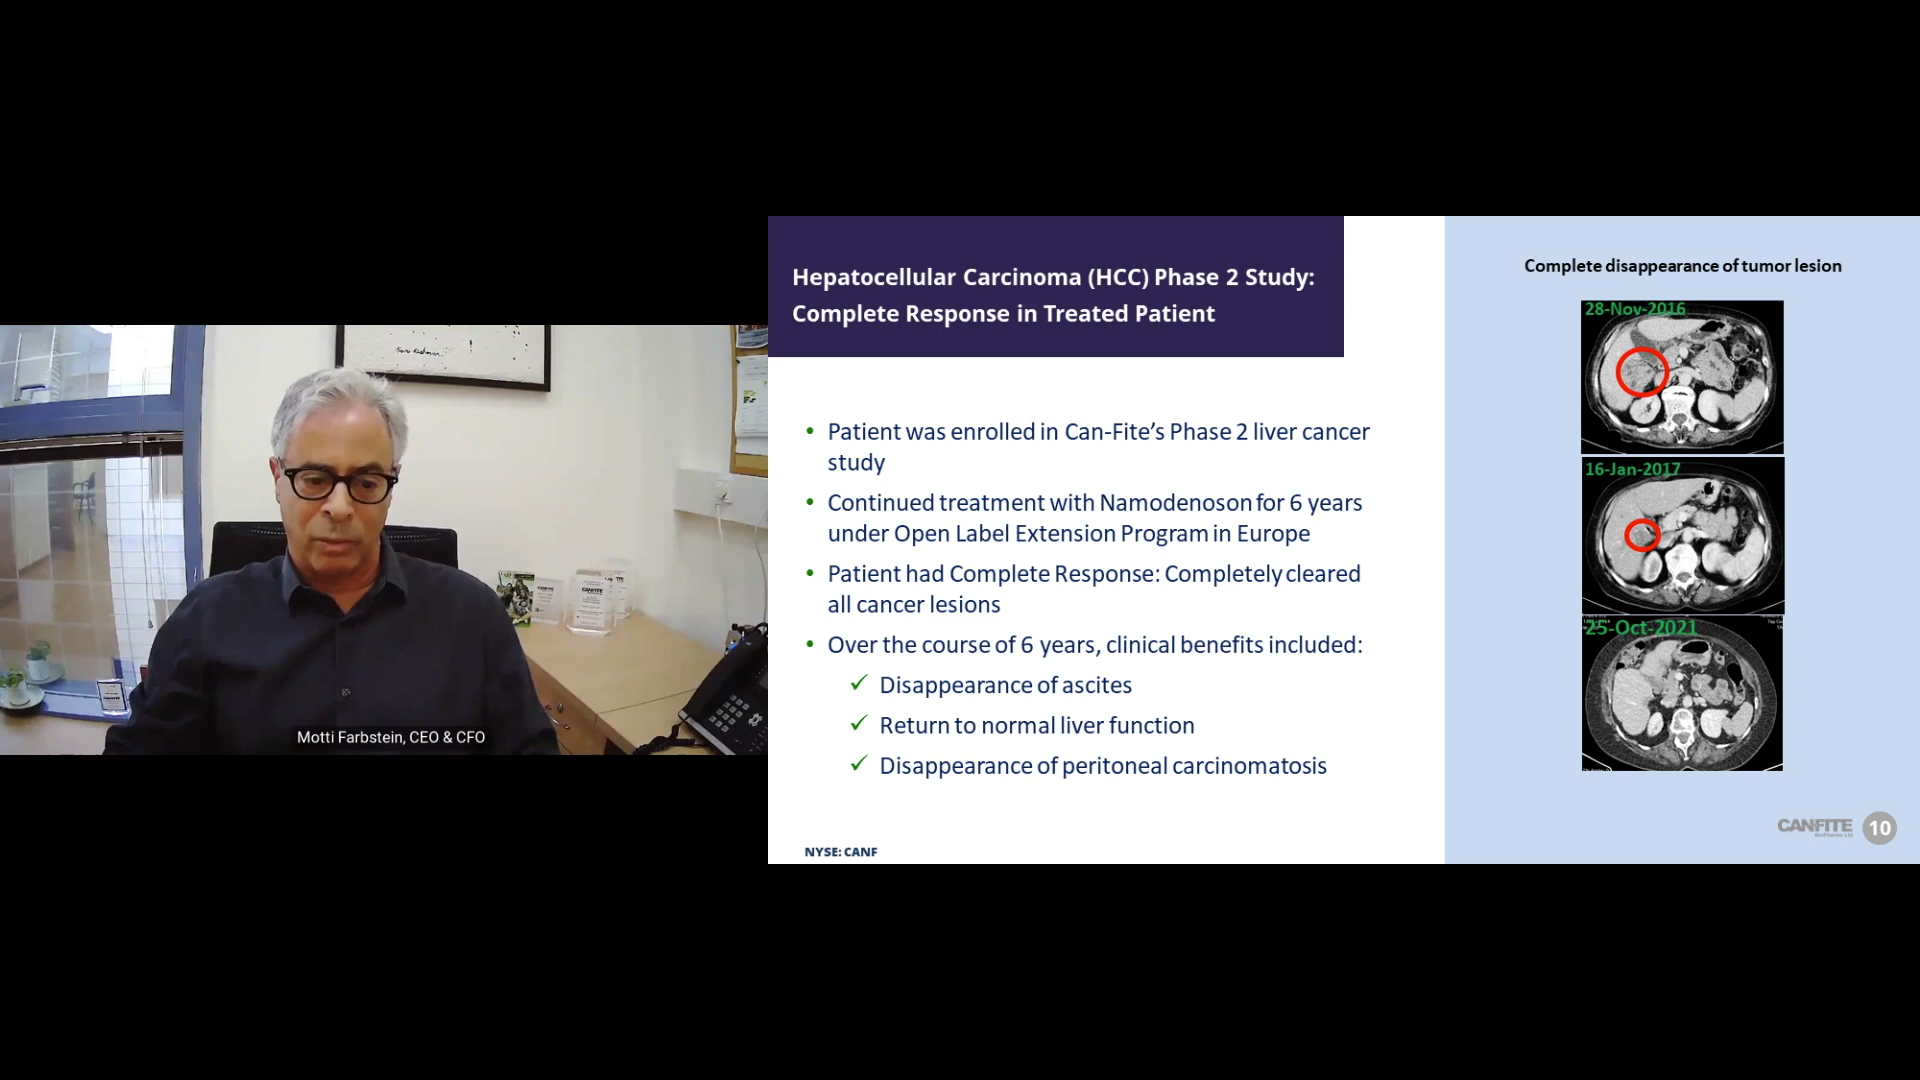 Motti Farbstein, CEO & CFO
Hepatocellular Carcinoma (HCC) Phase 2 Study:
Complete Response in Treated Patient
• Patient was enrolled in Can-Fite’s Phase 2 liver cancer
study
• Continued treatment with Namodenoson for 6 years
under Open Label Extension Program in Europe
• Patient had Complete Response: Completely cleared
all cancer lesions
• Over the course of 6 years, clinical benefits included:
✓ Disappearance of ascites
✓ Return to normal liver function
✓ Disappearance of peritoneal carcinomatosis
NYSE: CANF
Complete disappearance of tumor lesion
28-Nov-2016
16-Jan-2017
25-Oct-2021
CANFITE
BioPharma Ltd
10